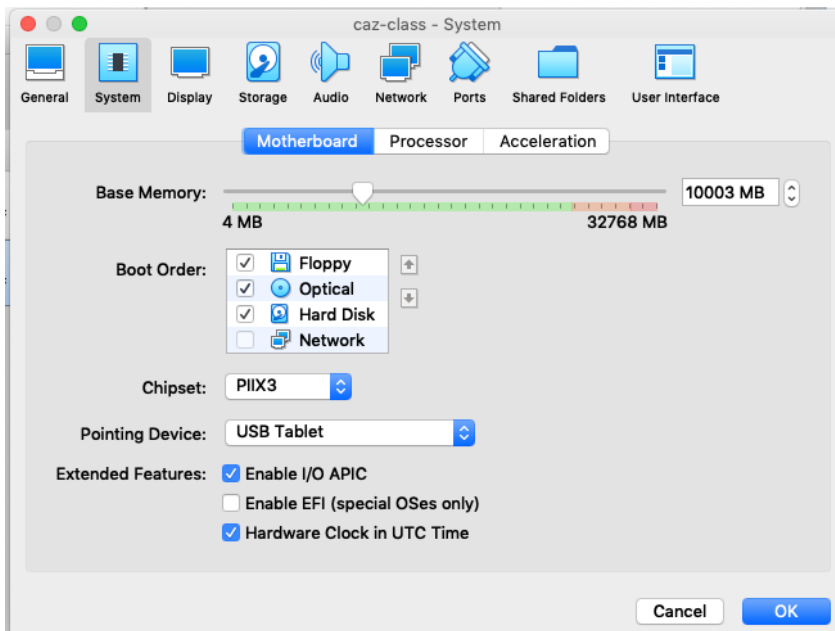 caz-class - System
General System Display Storage Audio Network Ports Shared Folders User Interface
Motherboard Processor Acceleration
Base Memory: 10003 MB
4 MB 32768 MB
Boot Order: Floppy
Optical
Hard Disk
Network
Chipset: PIIX3
Pointing Device: USB Tablet
Extended Features: Enable I/O APIC
Enable EFI (special OSes only)
Hardware Clock in UTC Time
Cancel OK